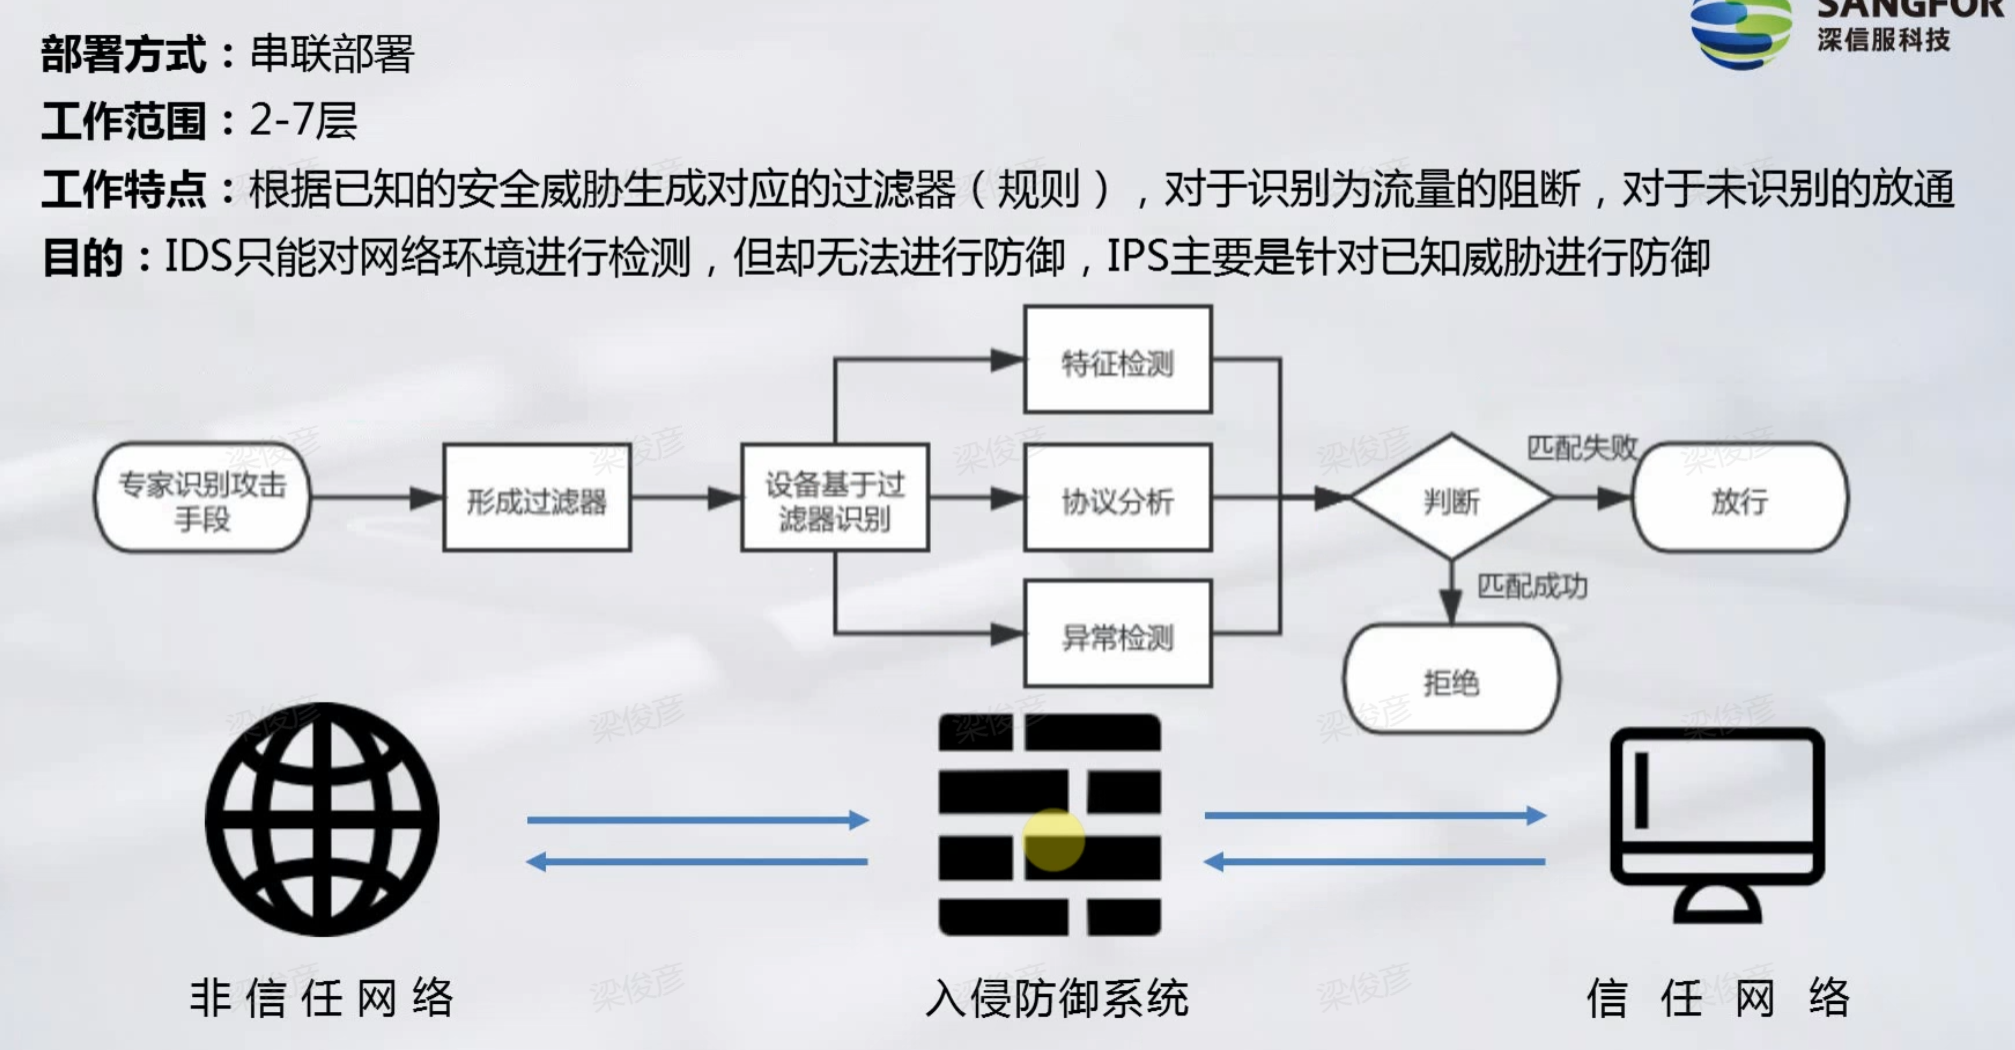 SANGFOR
深信服科技
部署方式：串联部署
工作范围：2-7层
工作特点：根据已知的安全威胁生成对应的过滤器（规则），对于识别为流量的阻断，对于未识别的放通
目的：IDS只能对网络环境进行检测，但却无法进行防御，IPS主要是针对已知威胁进行防御
特征检测
专家识别攻击
手段
形成过滤器
设备基于过
滤器识别
协议分析
判断
匹配失败
放行
匹配成功
异常检测
拒绝
非信任网络
入侵防御系统
信任网络
梁俊彦